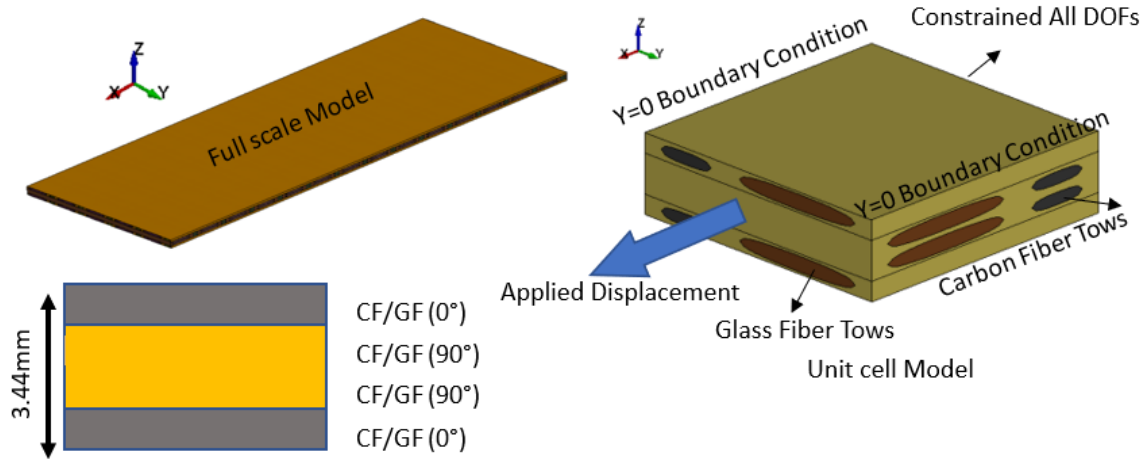 Z
X
Y
Full scale Model
3.44mm
CF/GF (0°)
CF/GF (90°)
CF/GF (90°)
CF/GF (0°)
Z
X
Y
Constrained All DOFs
Y=0 Boundary Condition
Y=0 Boundary Condition
Carbon Fiber Tows
Applied Displacement
Glass Fiber Tows
Unit cell Model